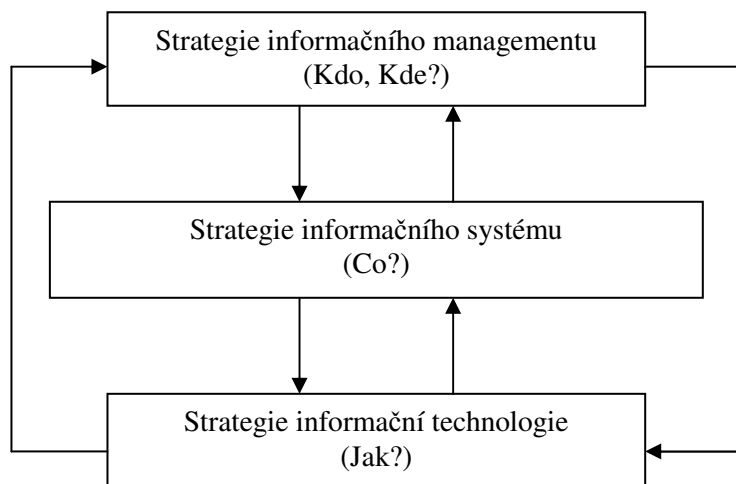 Strategie informačního managementu
(Kdo, Kde?)
Strategie informačního systému
(Co?)
Strategie informační technologie
(Jak?)